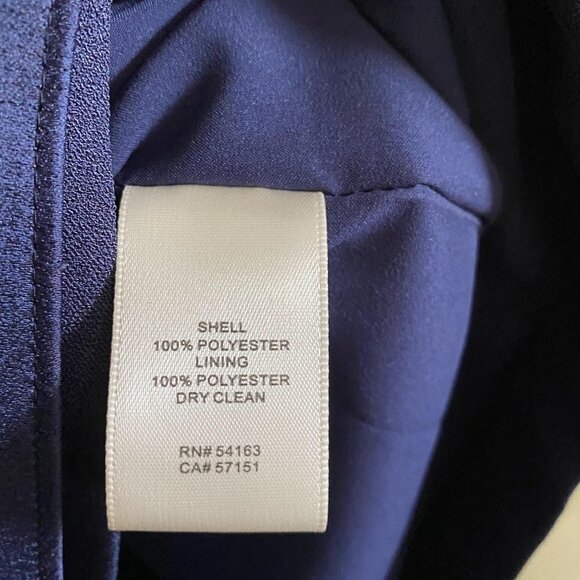 SHELL
100% POLYESTER
LINING
100% POLYESTER
DRY CLEAN
RN# 54163
CA# 57151